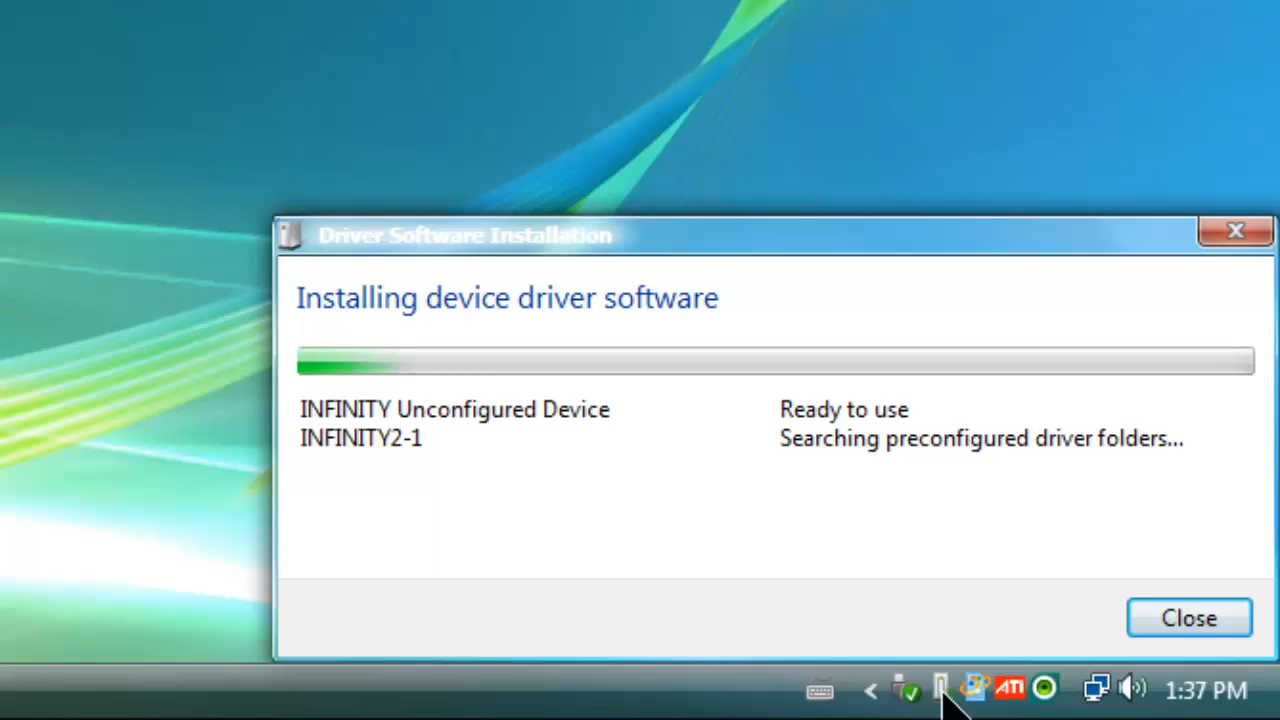 Driver Software Installation
Installing device driver software
INFINITY Unconfigured Device Ready to use
INFINITY2-1 Searching preconfigured driver folders...
Close
ATI 1:37 PM